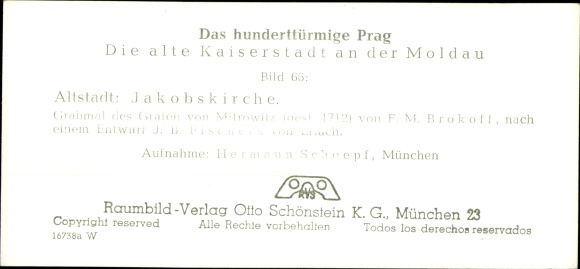 Das hunderttürmige Prag
Die alte Kaiserstadt an der Moldau
Bild 65:
Altstadt: Jakobskirche.
Grabmal des Grafen von Mitrowitz (gest. 1712) von F. M. Brokoff, nach
einem Entwurf J. B. Fischers von Erlach.
Aufnahme: Hermann Schoepf, München
RVS
Raumbild-Verlag Otto Schönstein K. G., München 23
Copyright reserved Alle Rechte vorbehalten Todos los derechos reservados
16738a W